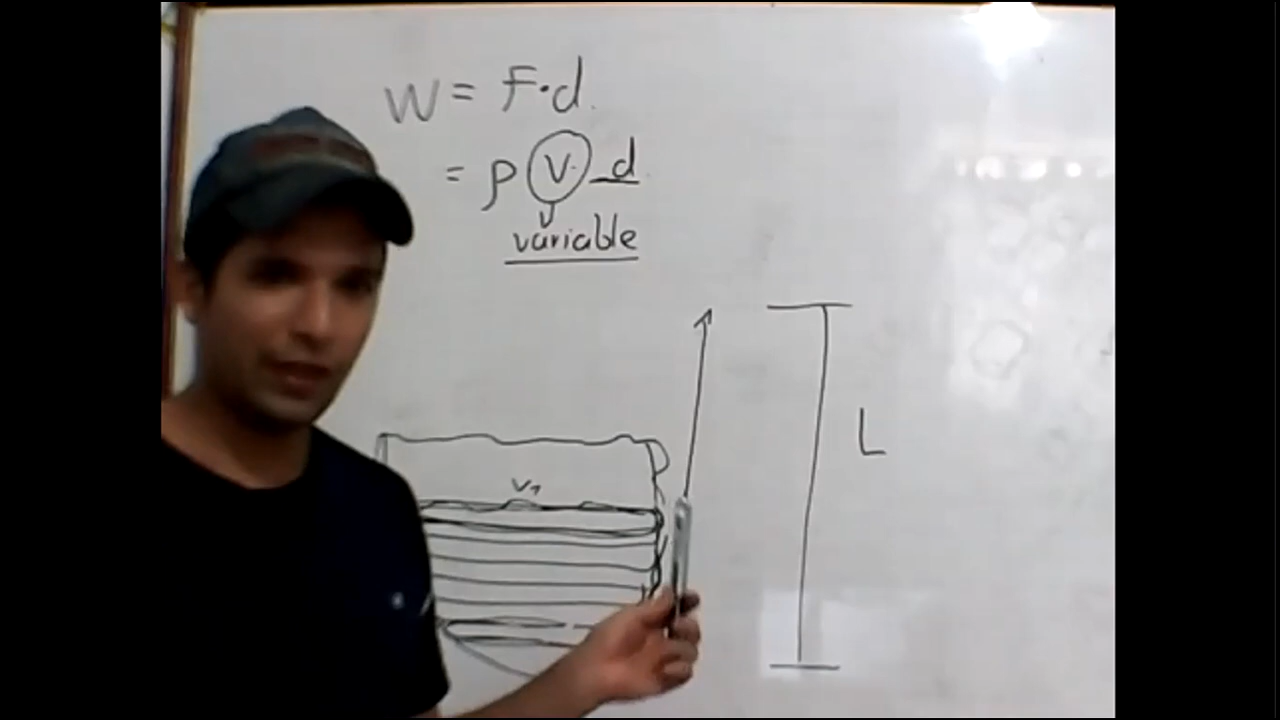 W = F·d.
= ρ V· d.
variable
L
V₁